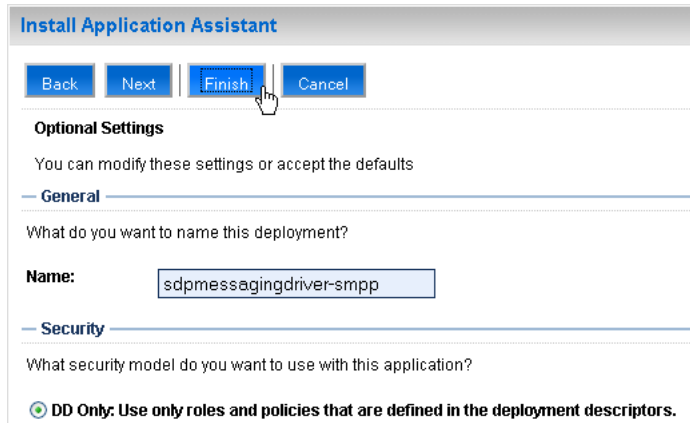 Install Application Assistant
Back Next Finish Cancel
Optional Settings
You can modify these settings or accept the defaults
General
What do you want to name this deployment?
Name: sdpmessagingdriver-smpp
Security
What security model do you want to use with this application?
DD Only: Use only roles and policies that are defined in the deployment descriptors.